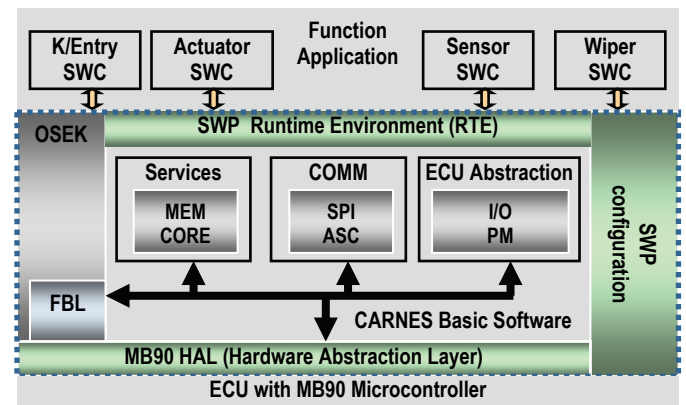 Function
Application
K/Entry
SWC
Actuator
SWC
Sensor
SWC
Wiper
SWC
OSEK
SWP Runtime Environment (RTE)
Services
MEM
CORE
COMM
SPI
ASC
ECU Abstraction
I/O
PM
SWP
configuration
FBL
CARNES Basic Software
MB90 HAL (Hardware Abstraction Layer)
ECU with MB90 Microcontroller